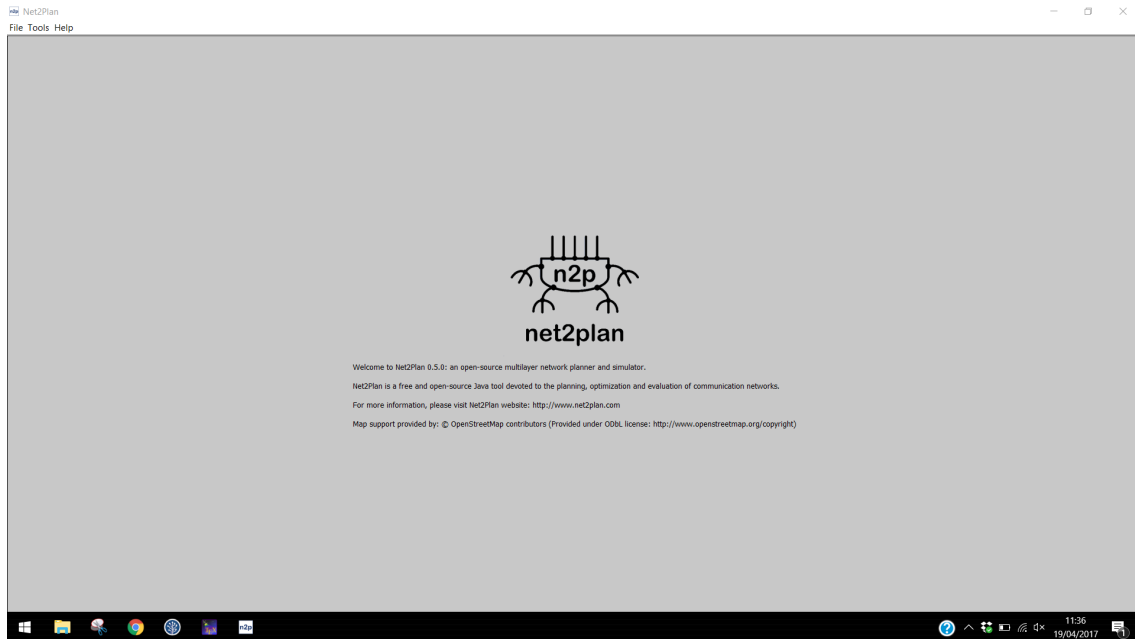 Net2Plan
File Tools Help
n2p
net2plan
Welcome to Net2Plan 0.5.0: an open-source multilayer network planner and simulator.
Net2Plan is a free and open-source Java tool devoted to the planning, optimization and evaluation of communication networks.
For more information, please visit Net2Plan website: http://www.net2plan.com
Map support provided by: © OpenStreetMap contributors (Provided under ODbL license: http://www.openstreetmap.org/copyright)
n2p
11:36
19/04/2017
1